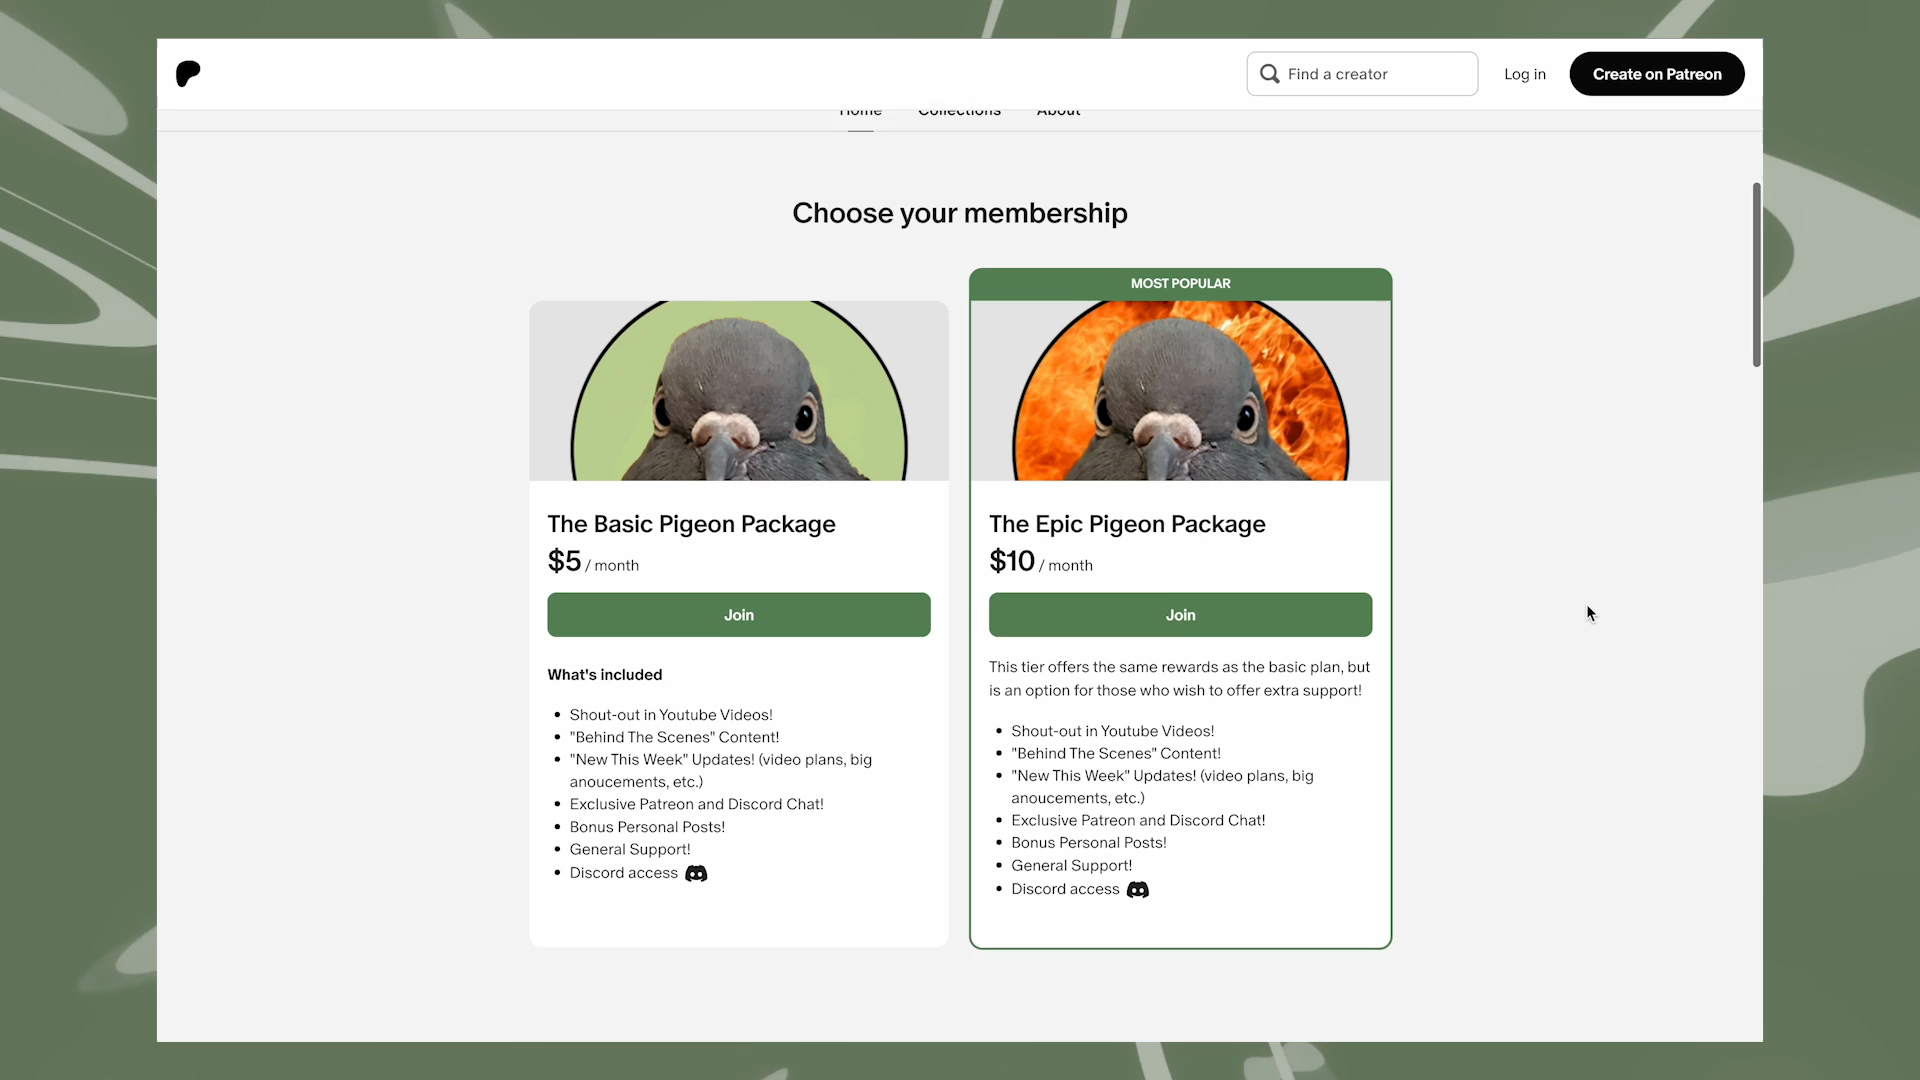 Find a creator
Log in
Create on Patreon
Home
Collections
About
Choose your membership
MOST POPULAR
The Basic Pigeon Package
$5 / month
Join
What's included
Shout-out in Youtube Videos!
"Behind The Scenes" Content!
"New This Week" Updates! (video plans, big
anoucements, etc.)
Exclusive Patreon and Discord Chat!
Bonus Personal Posts!
General Support!
Discord access
The Epic Pigeon Package
$10 / month
Join
This tier offers the same rewards as the basic plan, but
is an option for those who wish to offer extra support!
Shout-out in Youtube Videos!
"Behind The Scenes" Content!
"New This Week" Updates! (video plans, big
anoucements, etc.)
Exclusive Patreon and Discord Chat!
Bonus Personal Posts!
General Support!
Discord access